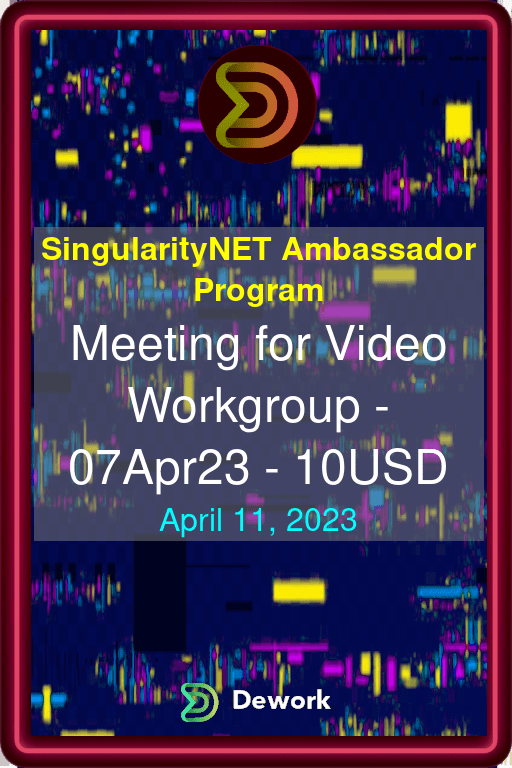 SingularityNET Ambassador
Program
Meeting for Video
Workgroup -
07Apr23 - 10USD
April 11, 2023
Dework